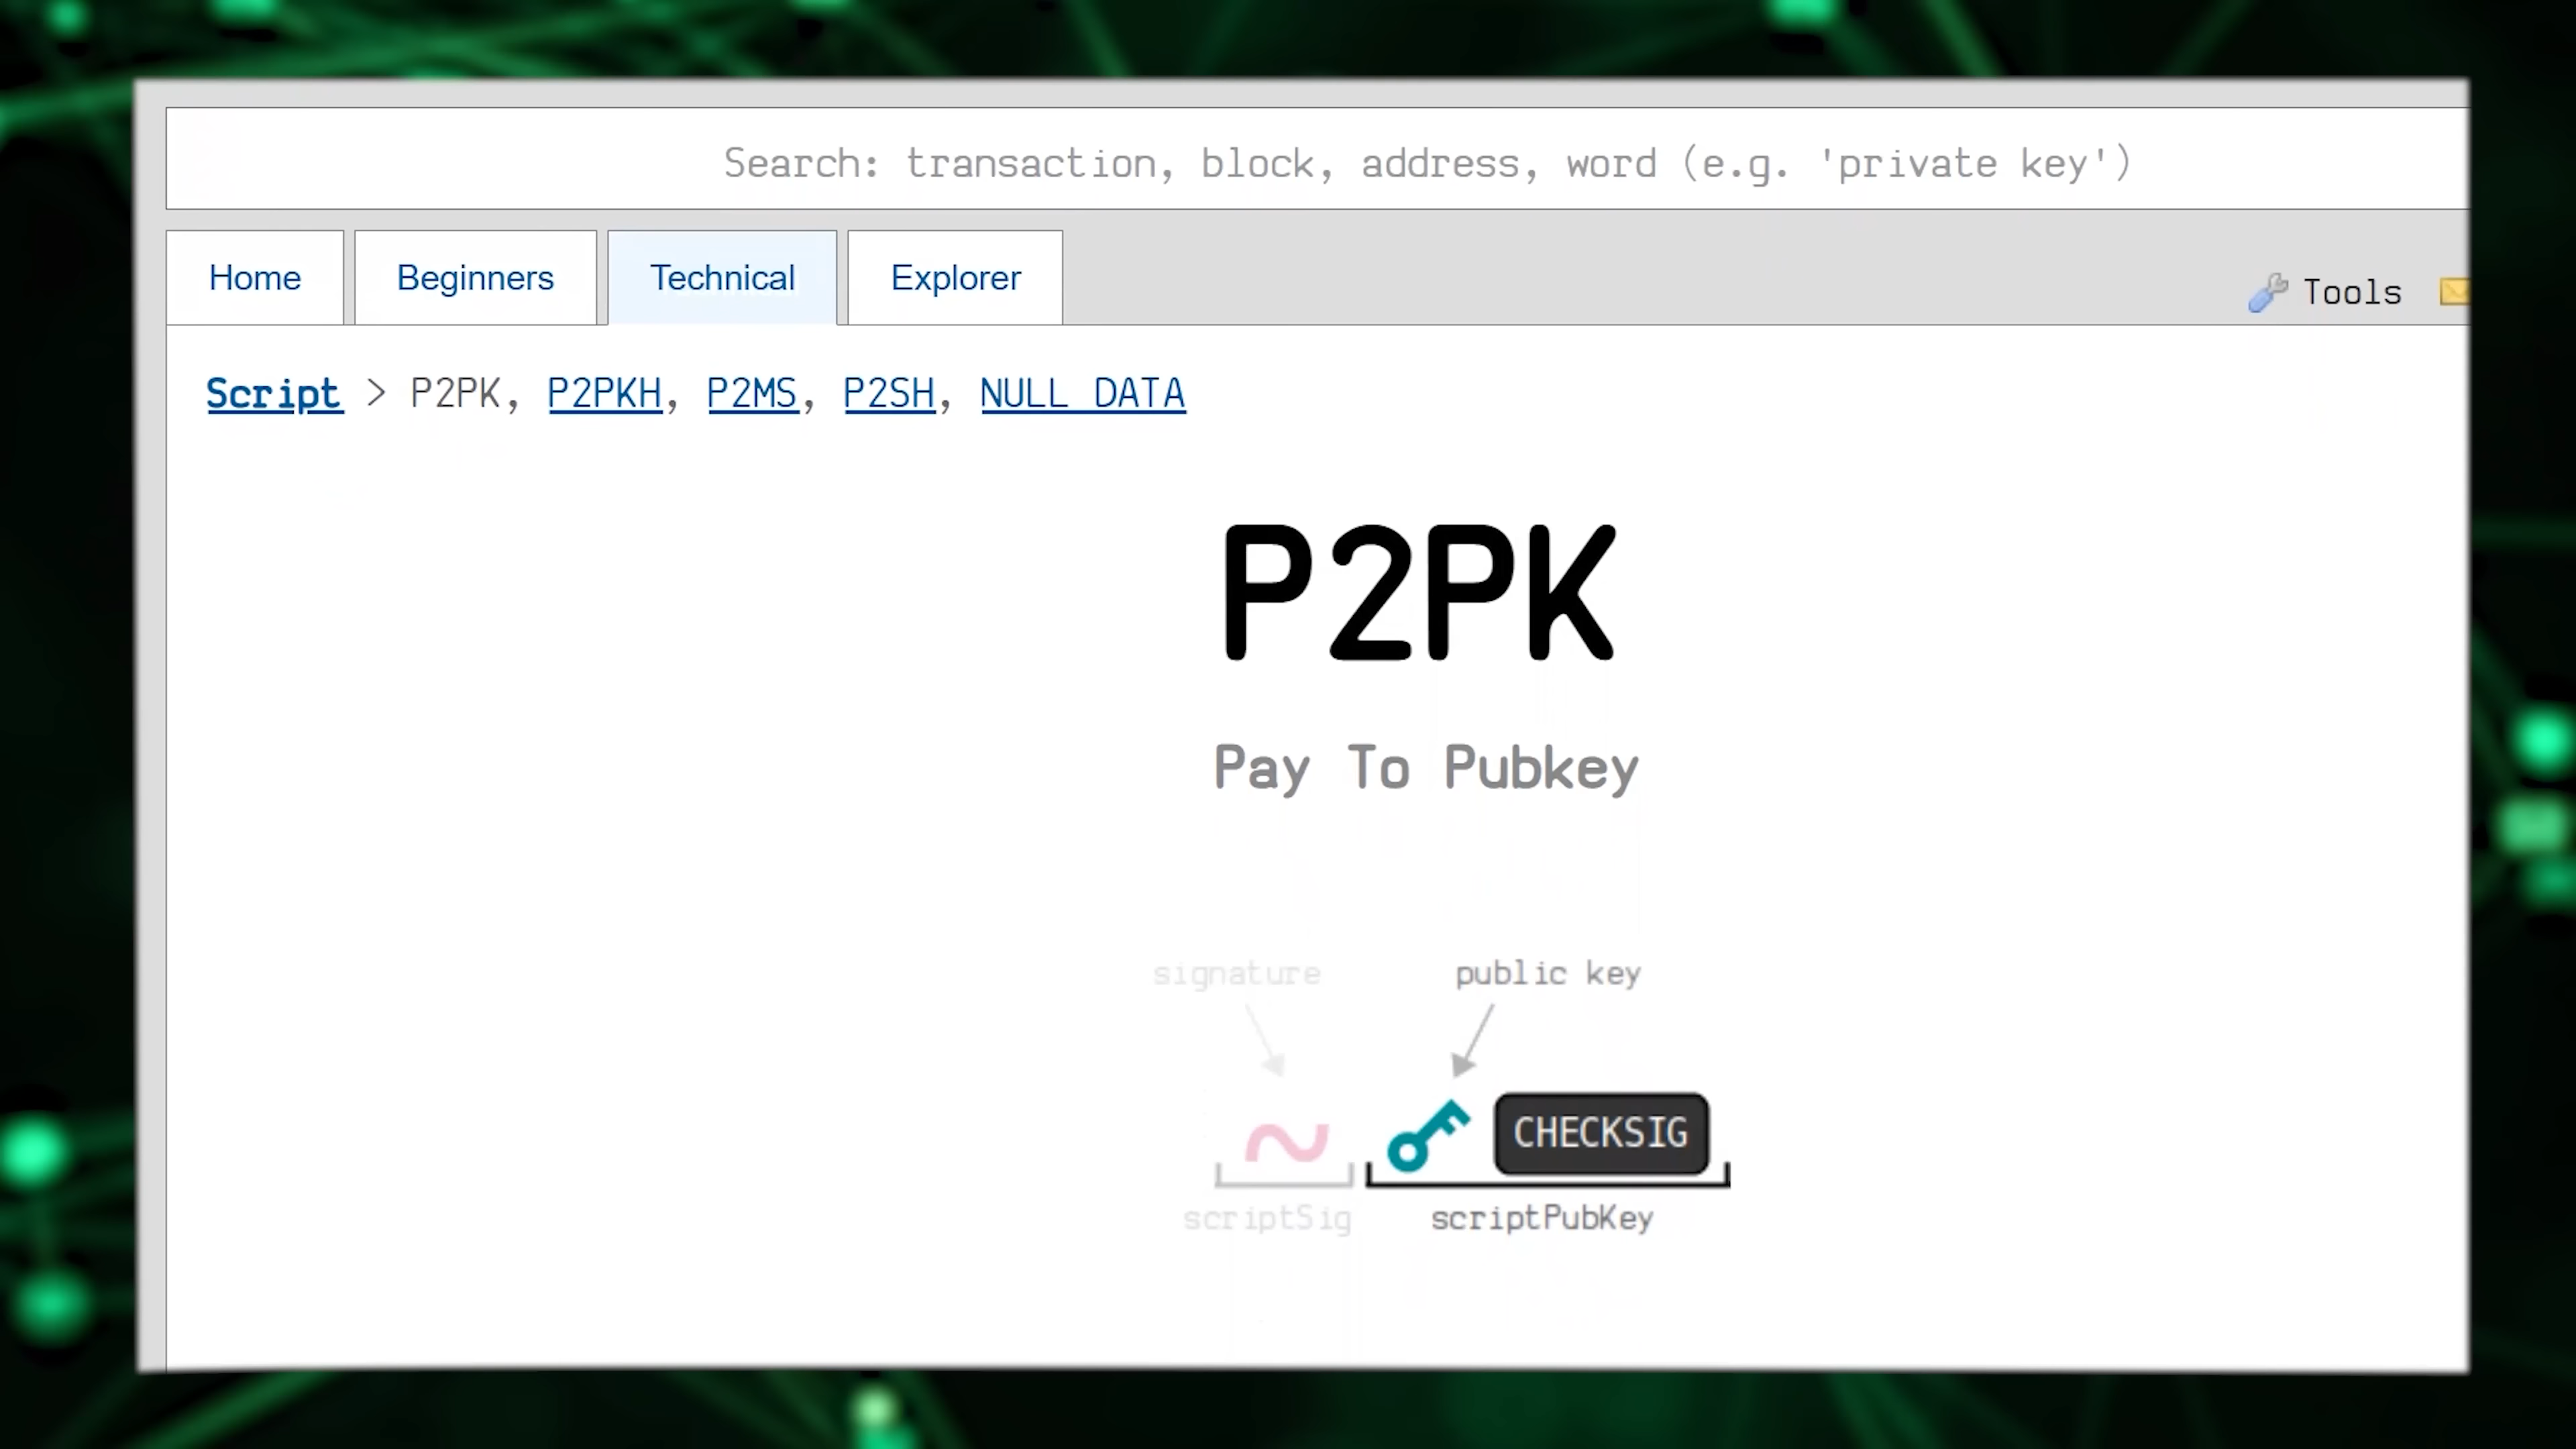 Search: transaction, block, address, word (e.g. 'private key')
Home Beginners Technical Explorer
Tools
Script > P2PK, P2PKH, P2MS, P2SH, NULL DATA
P2PK
Pay To Pubkey
signature public key
CHECKSIG
scriptSig scriptPubKey